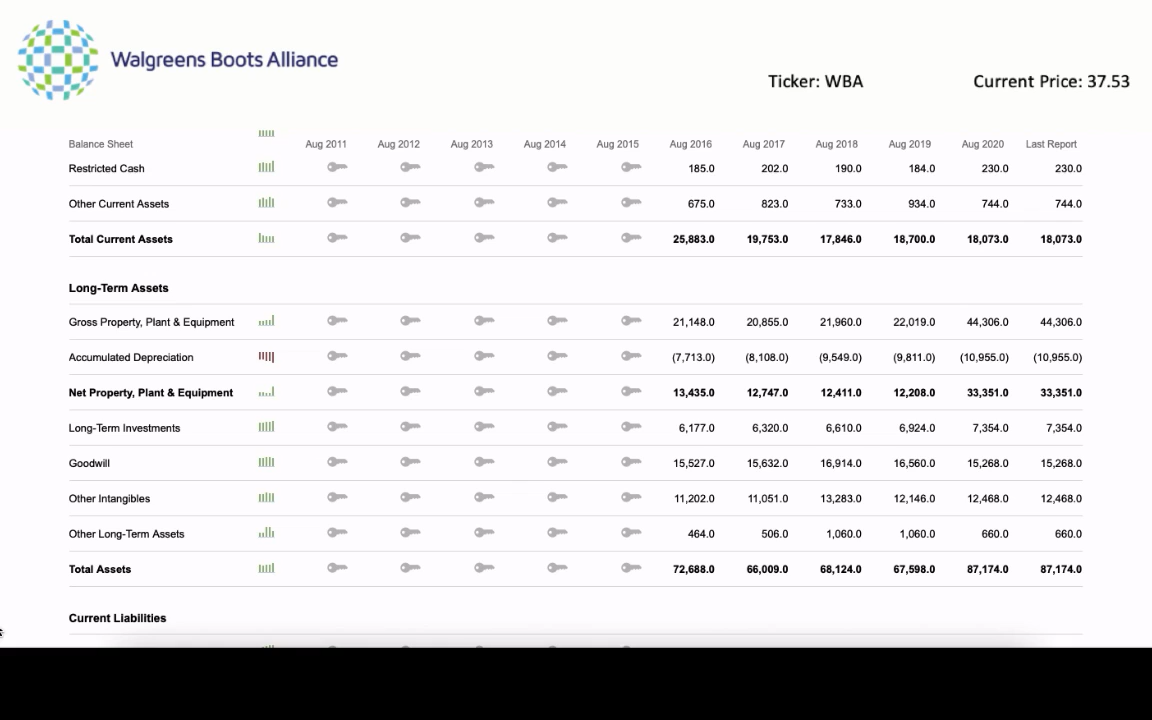 Walgreens Boots Alliance
Ticker: WBA Current Price: 37.53
Balance Sheet Aug 2011 Aug 2012 Aug 2013 Aug 2014 Aug 2015 Aug 2016 Aug 2017 Aug 2018 Aug 2019 Aug 2020 Last Report
Restricted Cash 185.0 202.0 190.0 184.0 230.0 230.0
Other Current Assets 675.0 823.0 733.0 934.0 744.0 744.0
Total Current Assets 25,883.0 19,753.0 17,846.0 18,700.0 18,073.0 18,073.0
Long-Term Assets
Gross Property, Plant & Equipment 21,148.0 20,855.0 21,960.0 22,019.0 44,306.0 44,306.0
Accumulated Depreciation (7,713.0) (8,108.0) (9,549.0) (9,811.0) (10,955.0) (10,955.0)
Net Property, Plant & Equipment 13,435.0 12,747.0 12,411.0 12,208.0 33,351.0 33,351.0
Long-Term Investments 6,177.0 6,320.0 6,610.0 6,924.0 7,354.0 7,354.0
Goodwill 15,527.0 15,632.0 16,914.0 16,560.0 15,268.0 15,268.0
Other Intangibles 11,202.0 11,051.0 13,283.0 12,146.0 12,468.0 12,468.0
Other Long-Term Assets 464.0 506.0 1,060.0 1,060.0 660.0 660.0
Total Assets 72,688.0 66,009.0 68,124.0 67,598.0 87,174.0 87,174.0
Current Liabilities